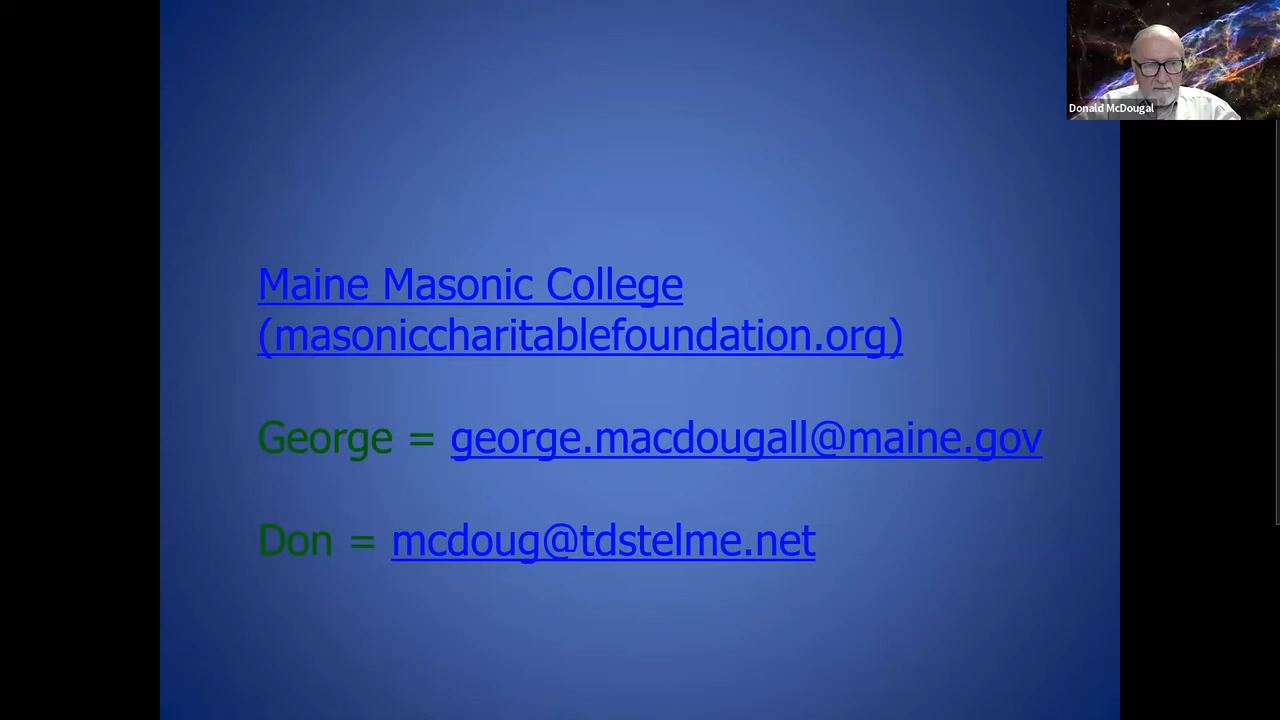 Donald McDougal
Maine Masonic College
(masoniccharitablefoundation.org)
George = george.macdougall@maine.gov
Don = mcdoug@tdstelme.net